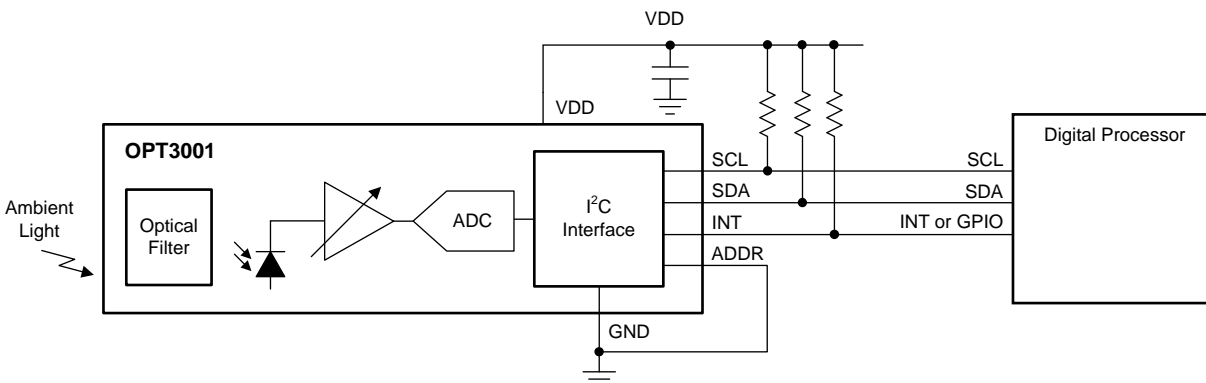 VDD
VDD
OPT3001
Digital Processor
SCL
SCL
Ambient
Light
Optical
Filter
ADC
I²C
Interface
SDA
SDA
INT
INT or GPIO
ADDR
GND